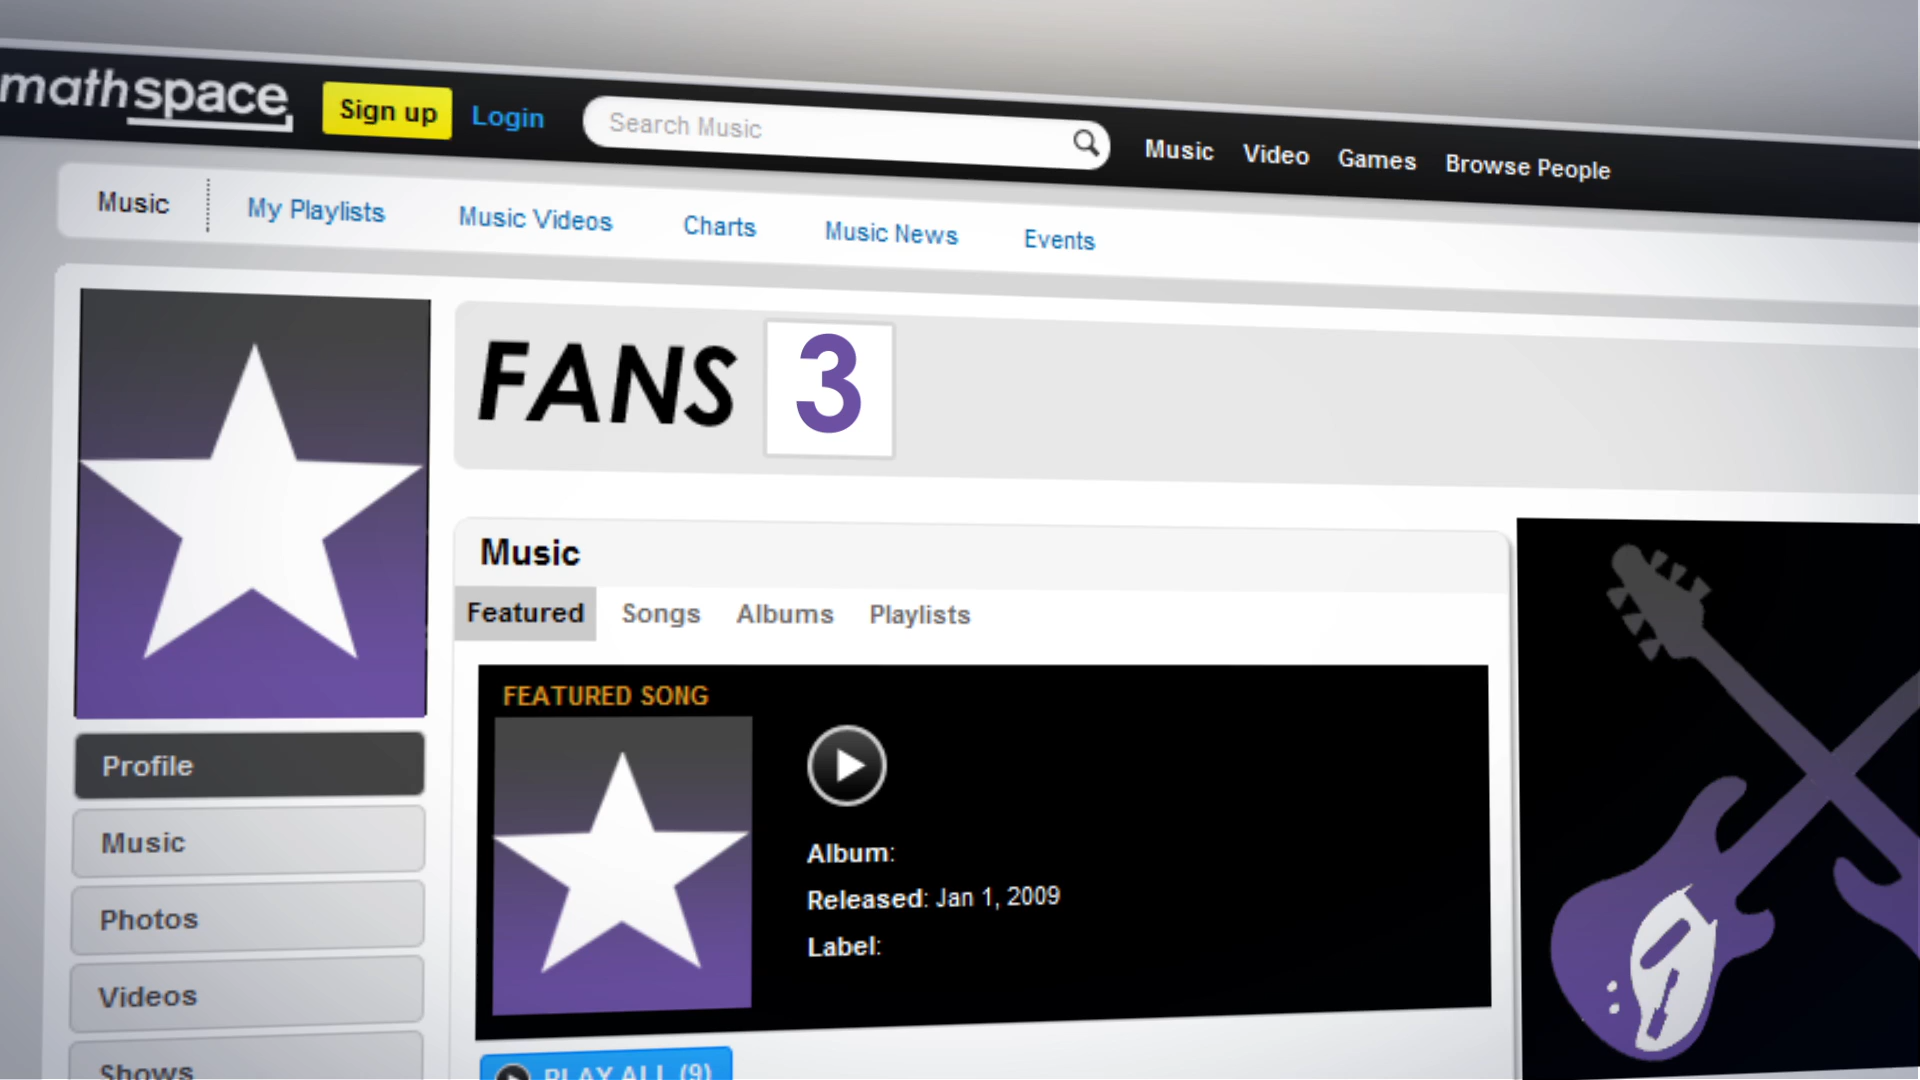 mathspace
Sign up Login Search Music Music Video Games Browse People
Music My Playlists Music Videos Charts Music News Events
FANS 3
Music
Featured Songs Albums Playlists
FEATURED SONG
Album:
Released: Jan 1, 2009
Label:
Profile
Music
Photos
Videos
Shows
PLAY ALL (9)